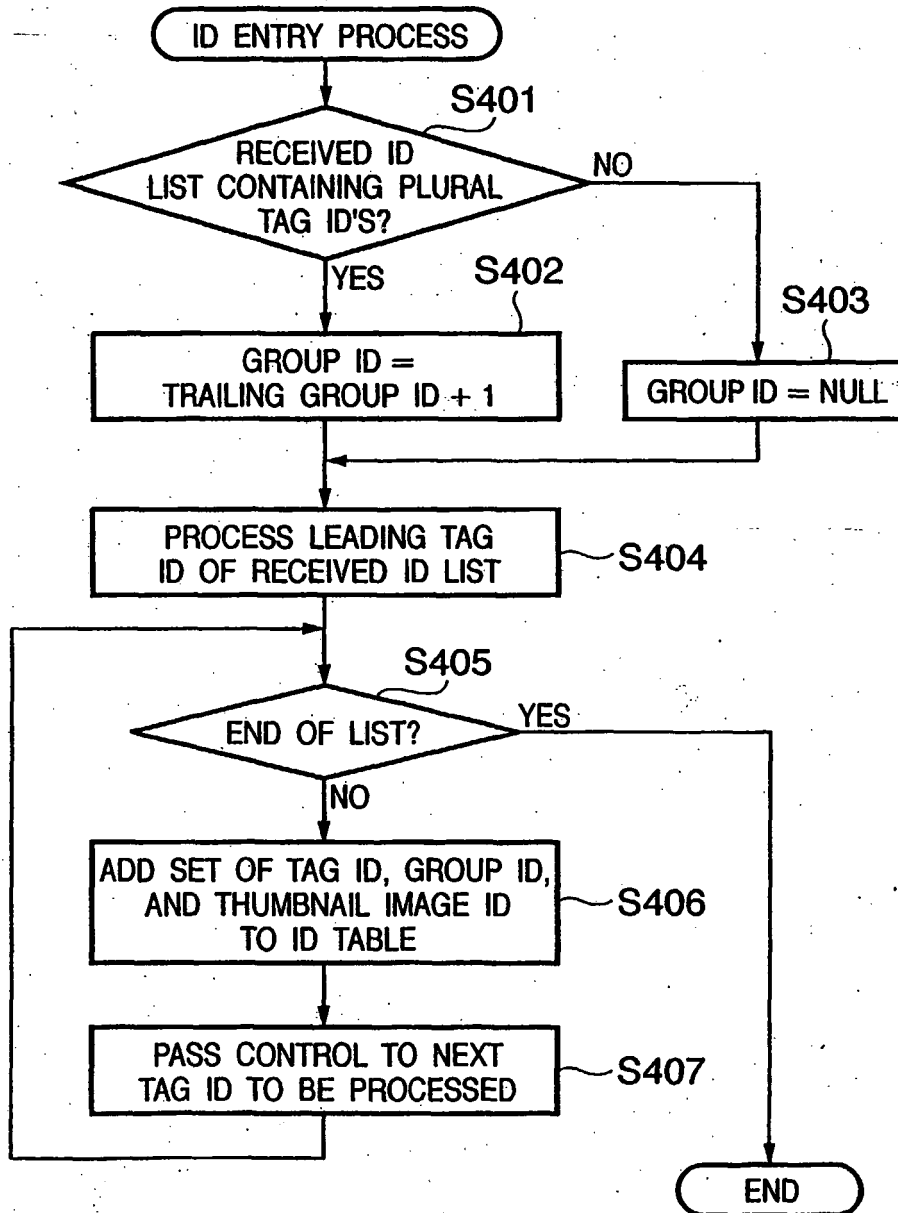 ID ENTRY PROCESS
S401
RECEIVED ID
LIST CONTAINING PLURAL
TAG ID'S?
NO
YES
S402
GROUP ID =
TRAILING GROUP ID + 1
S403
GROUP ID = NULL
PROCESS LEADING TAG
ID OF RECEIVED ID LIST
S404
S405
END OF LIST?
YES
NO
ADD SET OF TAG ID, GROUP ID,
AND THUMBNAIL IMAGE ID
TO ID TABLE
S406
PASS CONTROL TO NEXT
TAG ID TO BE PROCESSED
S407
END